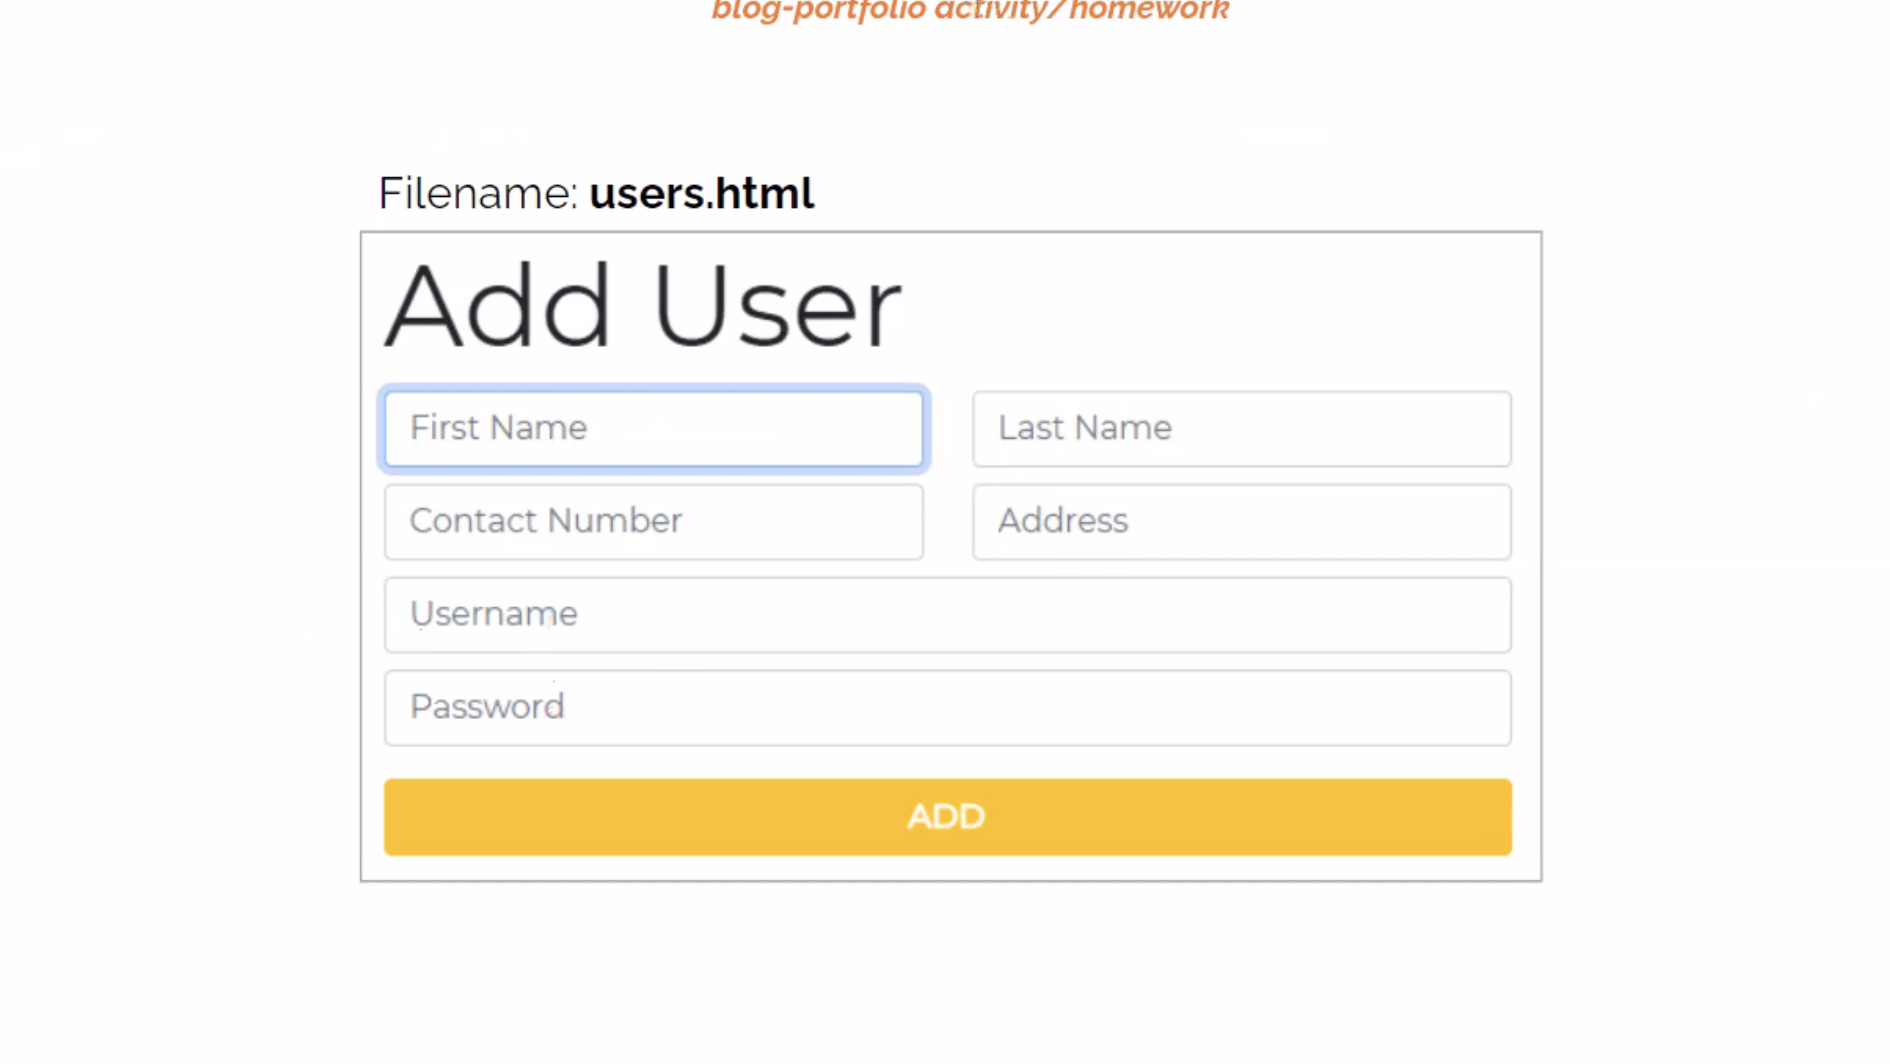 blog-portfolio activity/homework
Filename: users.html
Add User
First Name
Last Name
Contact Number
Address
Username
Password
ADD